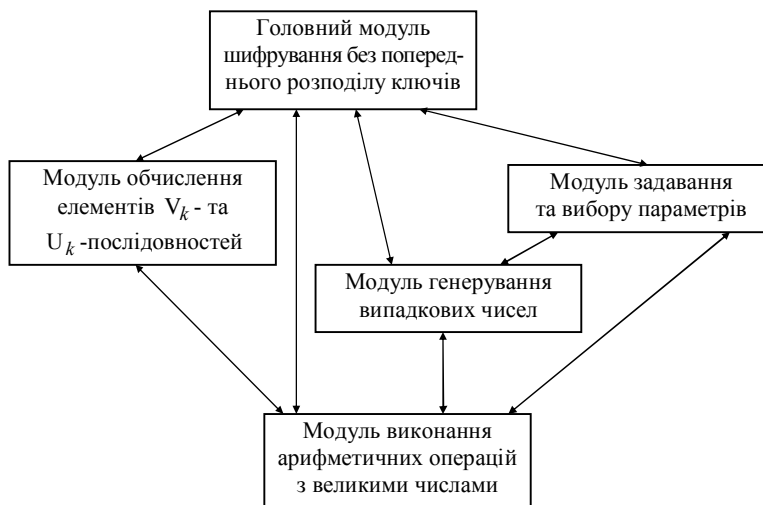 Головний модуль
шифрування без поперед-
нього розподілу ключів
Модуль обчислення
елементів V_k - та
U_k -послідовностей
Модуль задавання
та вибору параметрів
Модуль генерування
випадкових чисел
Модуль виконання
арифметичних операцій
з великими числами